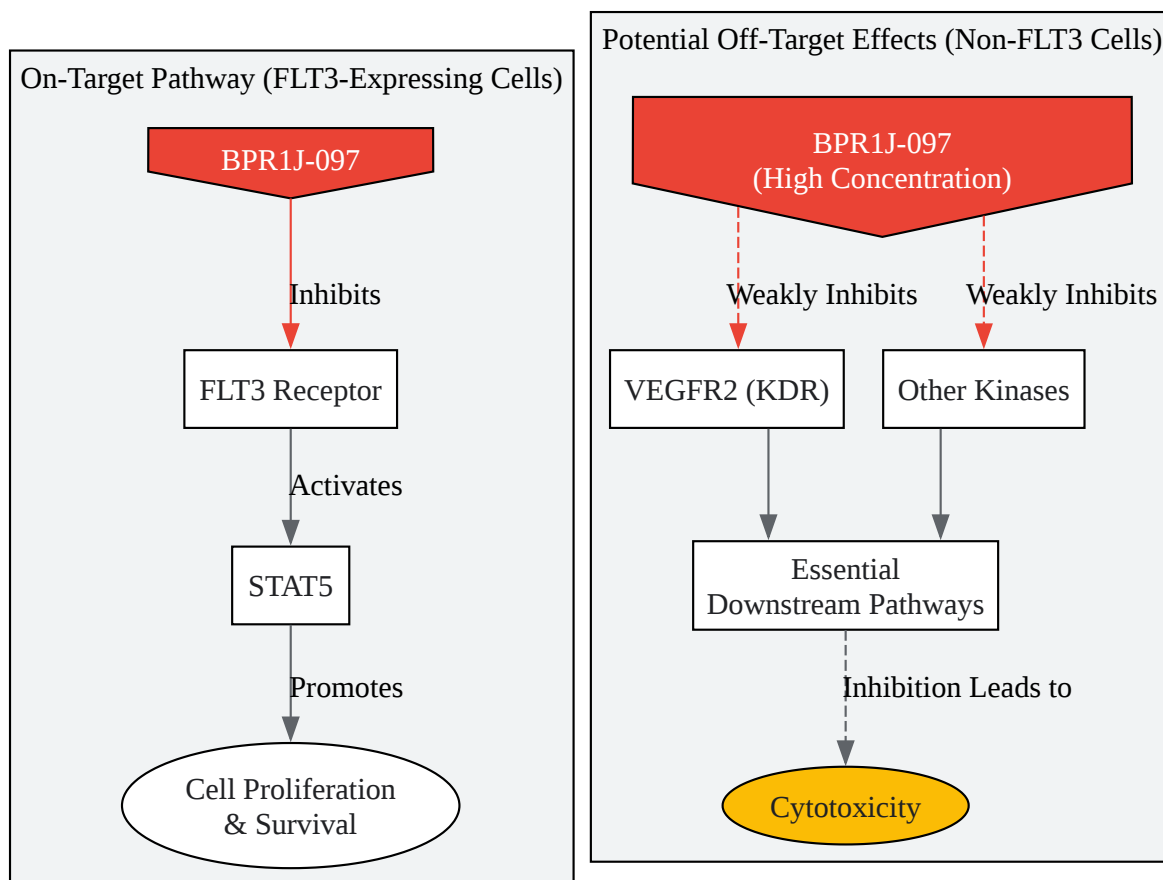 On-Target Pathway (FLT3-Expressing Cells)
BPR1J-097
Inhibits
FLT3 Receptor
Activates
STAT5
Promotes
Cell Proliferation
& Survival
Potential Off-Target Effects (Non-FLT3 Cells)
BPR1J-097
(High Concentration)
Weakly Inhibits
Weakly Inhibits
VEGFR2 (KDR)
Other Kinases
Essential
Downstream Pathways
Inhibition Leads to
Cytotoxicity